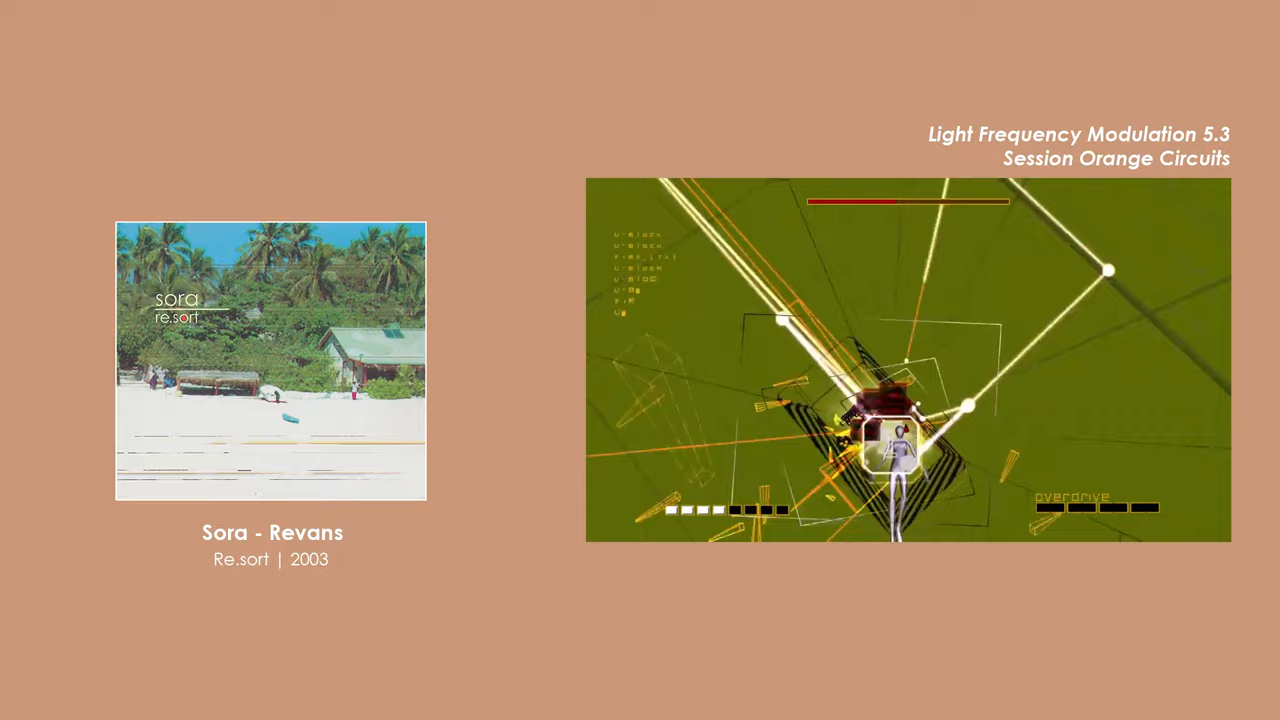 Light Frequency Modulation 5.3
Session Orange Circuits
sora
re.sort
overdrive
Sora - Revans
Re.sort | 2003